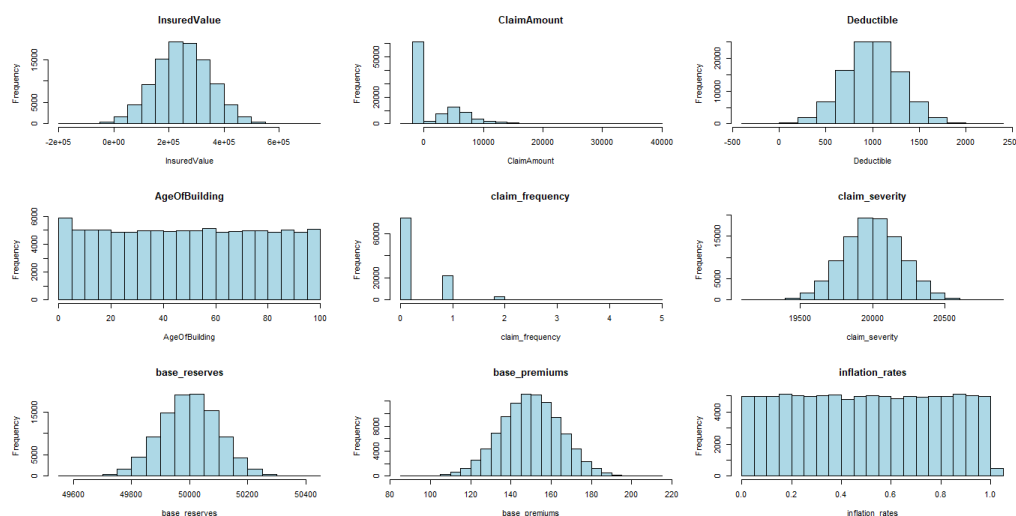 InsuredValue
Frequency
0 5000 15000
-2e+05 0e+00 2e+05 4e+05 6e+05
InsuredValue
ClaimAmount
Frequency
0 20000 60000
0 10000 20000 30000 40000
ClaimAmount
Deductible
Frequency
0 10000 20000
-500 0 500 1000 1500 2000 2500
Deductible
AgeOfBuilding
Frequency
0 2000 4000 6000
0 20 40 60 80 100
AgeOfBuilding
claim_frequency
Frequency
0 20000 60000
0 1 2 3 4 5
claim_frequency
claim_severity
Frequency
0 5000 15000
19500 20000 20500
claim_severity
base_reserves
Frequency
0 5000 15000
49600 49800 50000 50200 50400
base_reserves
base_premiums
Frequency
0 4000 8000
80 100 120 140 160 180 200 220
base_premiums
inflation_rates
Frequency
0 2000 4000
0.0 0.2 0.4 0.6 0.8 1.0
inflation_rates